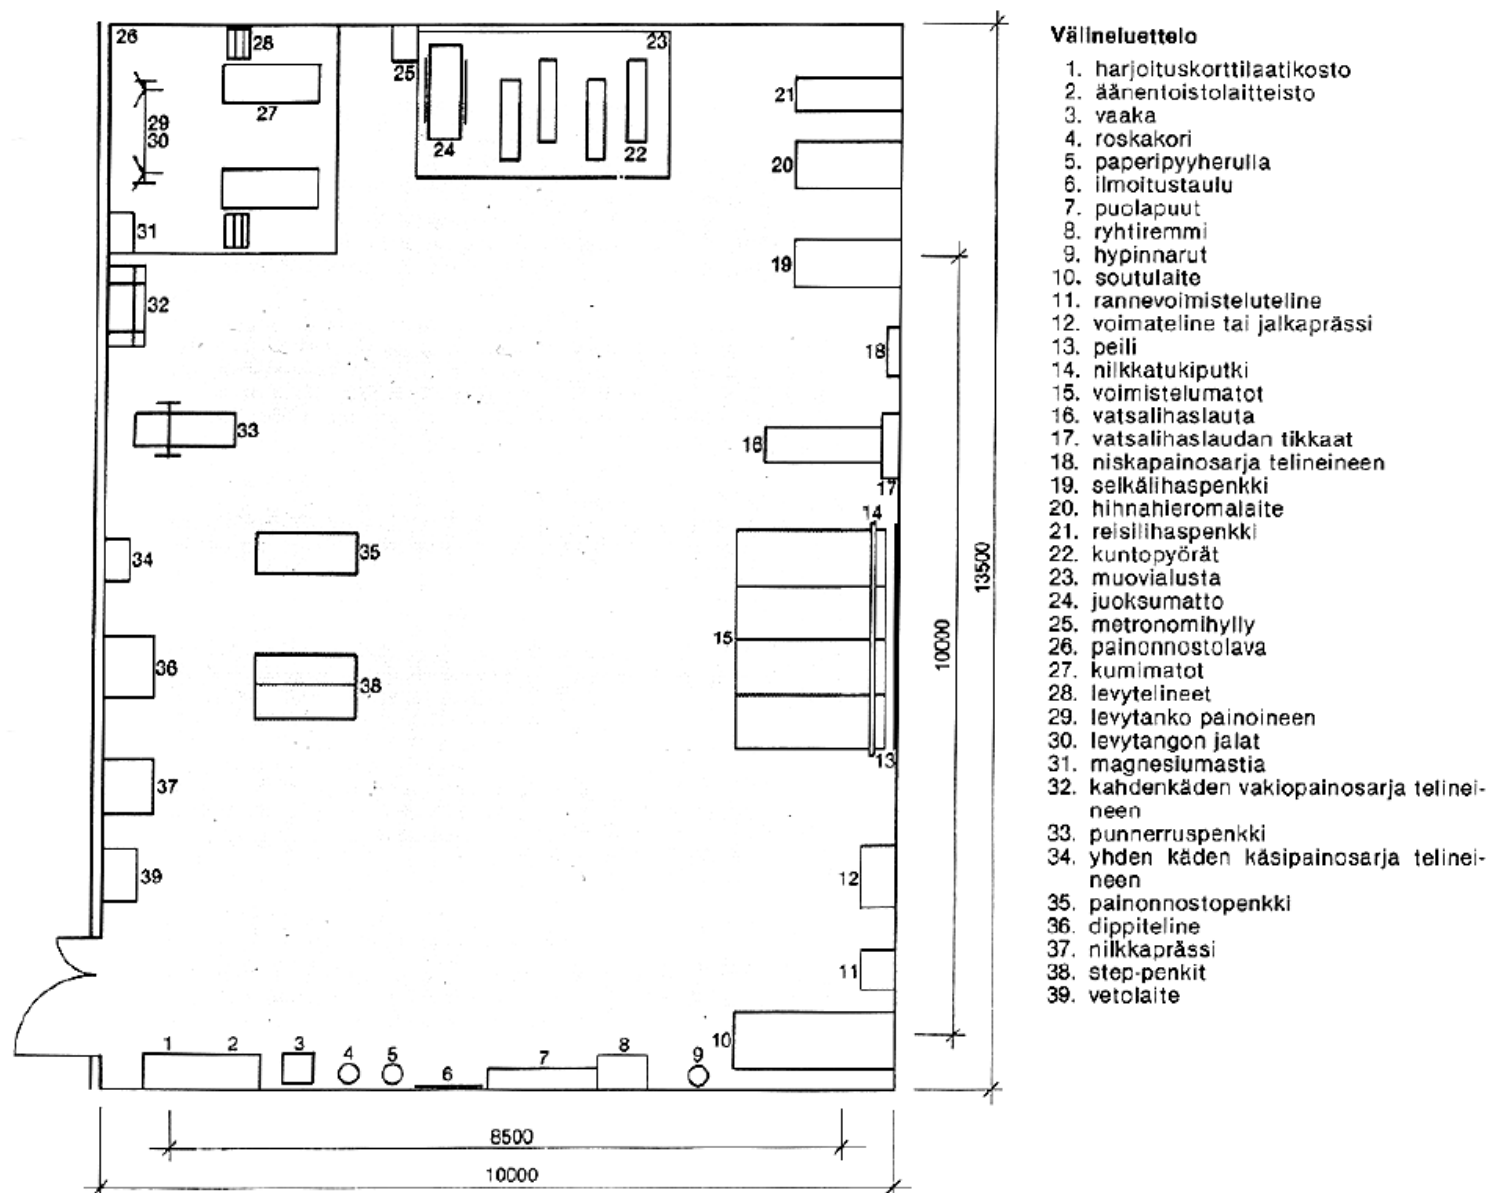 26
28
25
23
27
29
30
24
22
31
32
33
34
35
36
38
37
39
21
20
19
18
16
17
14
15
13
12
11
10
1
2
3
4
5
6
7
8
9
13500
10000
8500
10000
Välineluettelo
1. harjoituskorttilaatikosto
2. äänentoistolaitteisto
3. vaaka
4. roskakori
5. paperipyyherulla
6. ilmoitustaulu
7. puolapuut
8. ryhtiremmi
9. hypinnarut
10. soutulaite
11. rannevoimisteluteline
12. voimateline tai jalkaprässi
13. peili
14. nilkkatukiputki
15. voimistelumatot
16. vatsalihaslauta
17. vatsalihaslaudan tikkaat
18. niskapainosarja telineineen
19. selkälihaspenkki
20. hihnahieromalaite
21. reisilihaspenkki
22. kuntopyörät
23. muovialusta
24. juoksumatto
25. metronomihylly
26. painonnostolava
27. kumimatot
28. levytelineet
29. levytanko painoineen
30. levytangon jalat
31. magnesiumastia
32. kahdenkäden vakiopainosarja telinei-
neen
33. punnerruspenkki
34. yhden käden käsipainosarja telinei-
neen
35. painonnostopenkki
36. dippiteline
37. nilkkaprässi
38. step-penkit
39. vetolaite